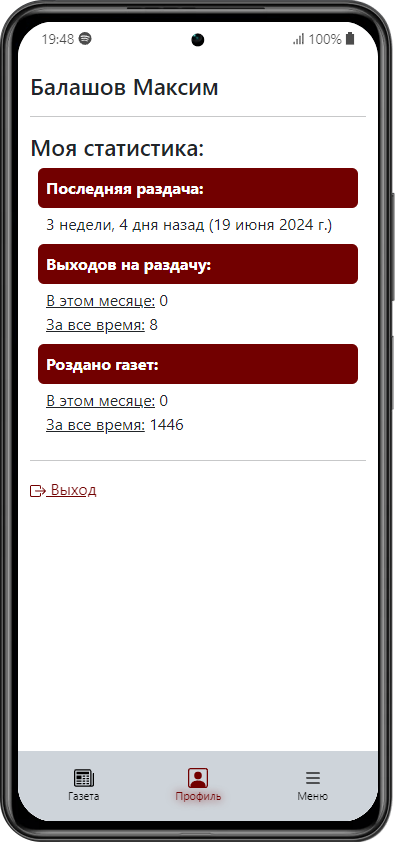 19:48 100%
Балашов Максим
Моя статистика:
Последняя раздача:
3 недели, 4 дня назад (19 июня 2024 г.)
Выходов на раздачу:
В этом месяце: 0
За все время: 8
Роздано газет:
В этом месяце: 0
За все время: 1446
Выход
Газета Профиль Меню